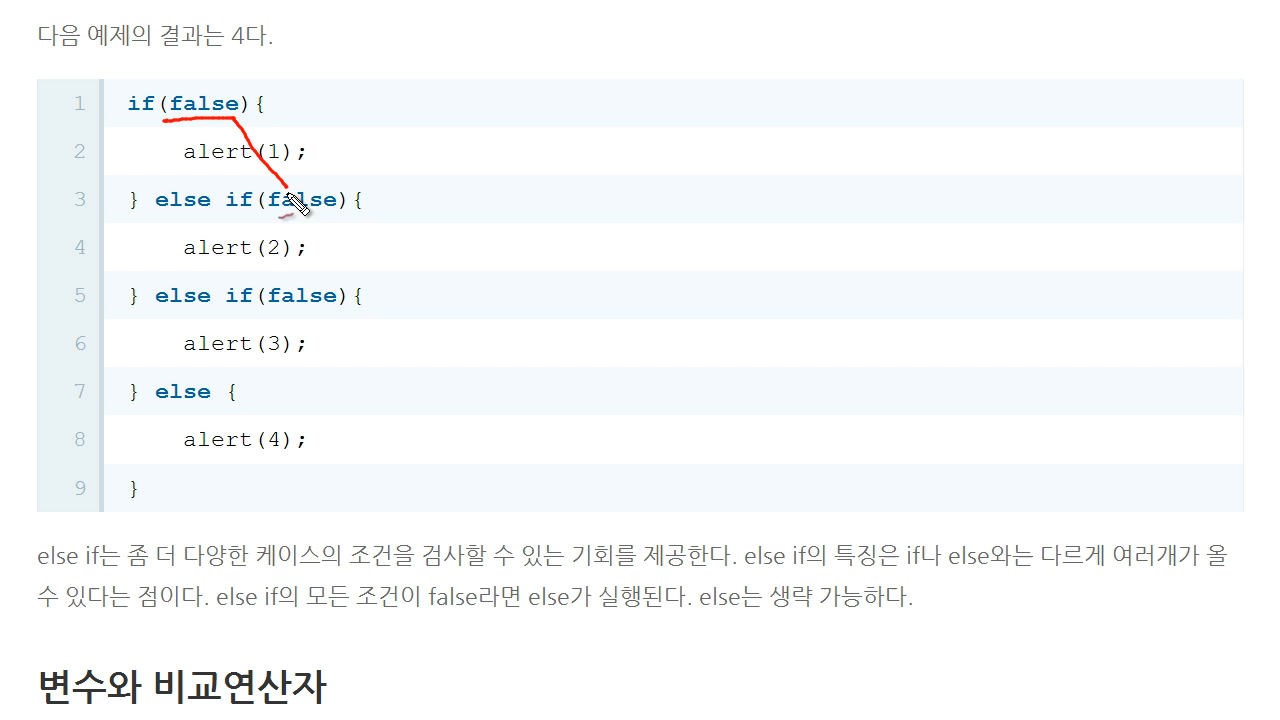 다음 예제의 결과는 4다.
1 if(false){
2 alert(1);
3 } else if(false){
4 alert(2);
5 } else if(false){
6 alert(3);
7 } else {
8 alert(4);
9 }
else if는 좀 더 다양한 케이스의 조건을 검사할 수 있는 기회를 제공한다. else if의 특징은 if나 else와는 다르게 여러개가 올
수 있다는 점이다. else if의 모든 조건이 false라면 else가 실행된다. else는 생략 가능하다.
변수와 비교연산자